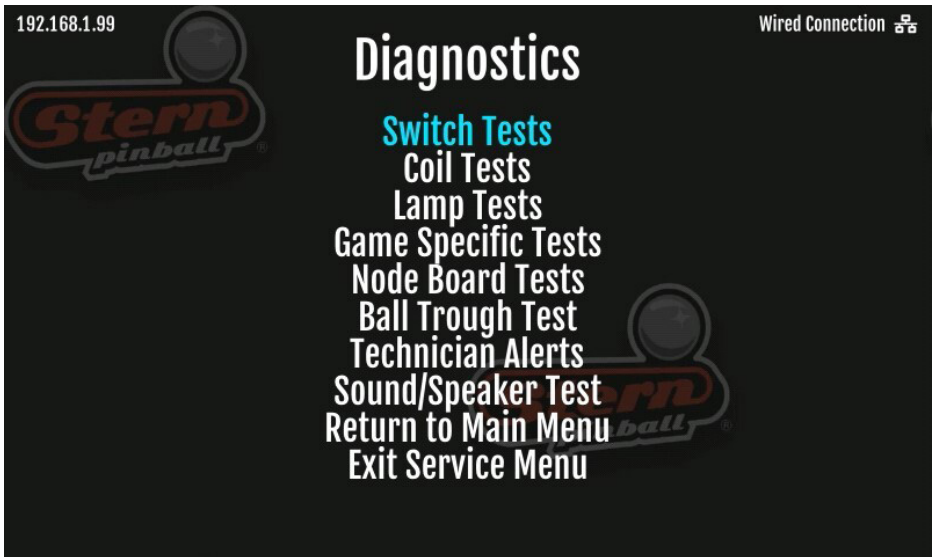 192.168.1.99
Wired Connection
Diagnostics
Stern
pinball
®
Switch Tests
Coil Tests
Lamp Tests
Game Specific Tests
Node Board Tests
Ball Trough Test
Technician Alerts
Sound/Speaker Test
Return to Main Menu
Exit Service Menu
Stern
pinball
®